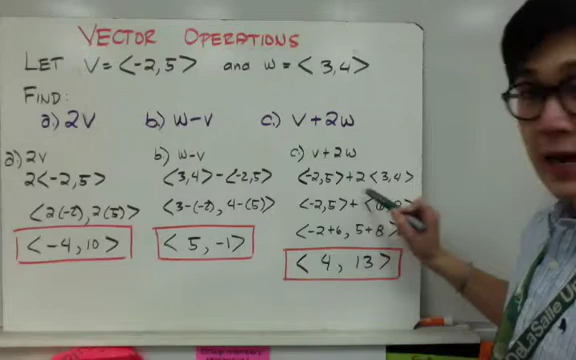 VECTOR OPERATIONS
LET V = <-2,5> and W = < 3,4 >
FIND:
a.) 2V b.) W-V c.) V+2W
a) 2V
2<-2,5>
<2(-2), 2(5)>
<-4, 10>
b.) W-V
<3,4> - <-2,5>
<3-(-2), 4-(5)>
< 5, -1>
c.) V+2W
<-2,5>+2<3,4>
<-2,5>+ <
<-2+6, 5+8>
< 4, 13>
LaSalle